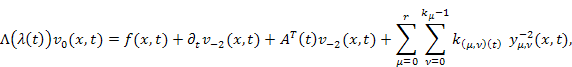 Λ(λ(t))v₀(x,t) = f(x,t) + ∂ₜv₋₂(x,t) + Aᵀ(t)v₋₂(x,t) + ∑_{μ=0}^{r} ∑_{ν=0}^{k_μ−1} k_{(μ,ν)(t)} y_{μ,ν}^{−2}(x,t),